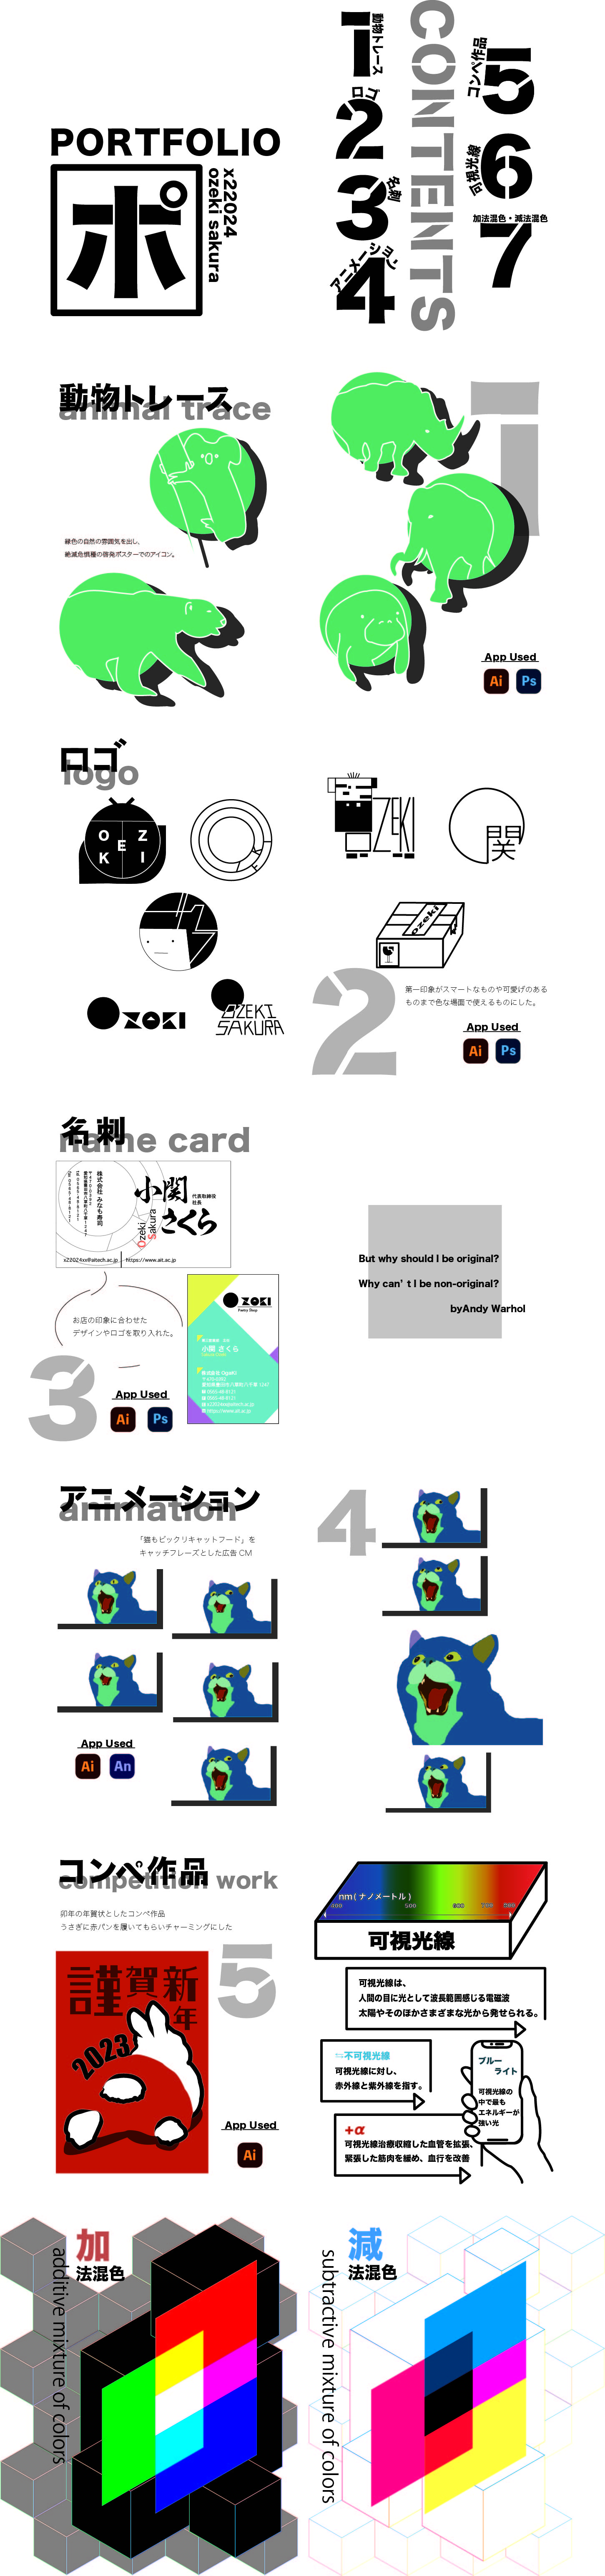 PORTFOLIO
ポ
x22024
ozeki sakura
CONTENTS
1
動物トレース
2
ロゴ
3
名刺
4
アニメーション
5
コンペ作品
6
可視光線
7
加法混色・減法混色
動物トレース
animal trace
緑色の自然の雰囲気を出し、
絶滅危惧種の啓発ポスターでのアイコン。
1
App Used
Ai Ps
ロゴ
logo
O Z
E
K I
OZEKI
関
ozeki
ZOKI
OZEKI
SAKURA
2
第一印象がスマートなものや可愛げのある
ものまで色な場面で使えるものにした。
App Used
Ai Ps
名刺
name card
株式会社 みなも寿司
小関
さくら
代表取締役
社長
Ozeki
Sakura
https://www.ait.ac.jp
お店の印象に合わせた
デザインやロゴを取り入れた。
ZOKI
小関 さくら
3
App Used
Ai Ps
But why should I be original?
Why can't I be non-original?
byAndy Warhol
アニメーション
animation
「猫もビックリキャットフード」を
キャッチフレーズとした広告 CM
4
App Used
Ai An
コンペ作品
competition work
卯年の年賀状としたコンペ作品
うさぎに赤パンを履いてもらいチャーミングにした
謹賀新年
2023
5
App Used
Ai
nm(ナノメートル)
可視光線
可視光線は、
人間の目に光として波長範囲感じる電磁波
太陽やそのほかさまざまな光から発せられる。
⇆不可視光線
可視光線に対し、
赤外線と紫外線を指す。
ブルー
ライト
可視光線の
中で最も
エネルギーが
強い光
+α
可視光線治療収縮した血管を拡張、
緊張した筋肉を緩め、血行を改善
加
法混色
additive mixture of colors
減
法混色
subtractive mixture of colors